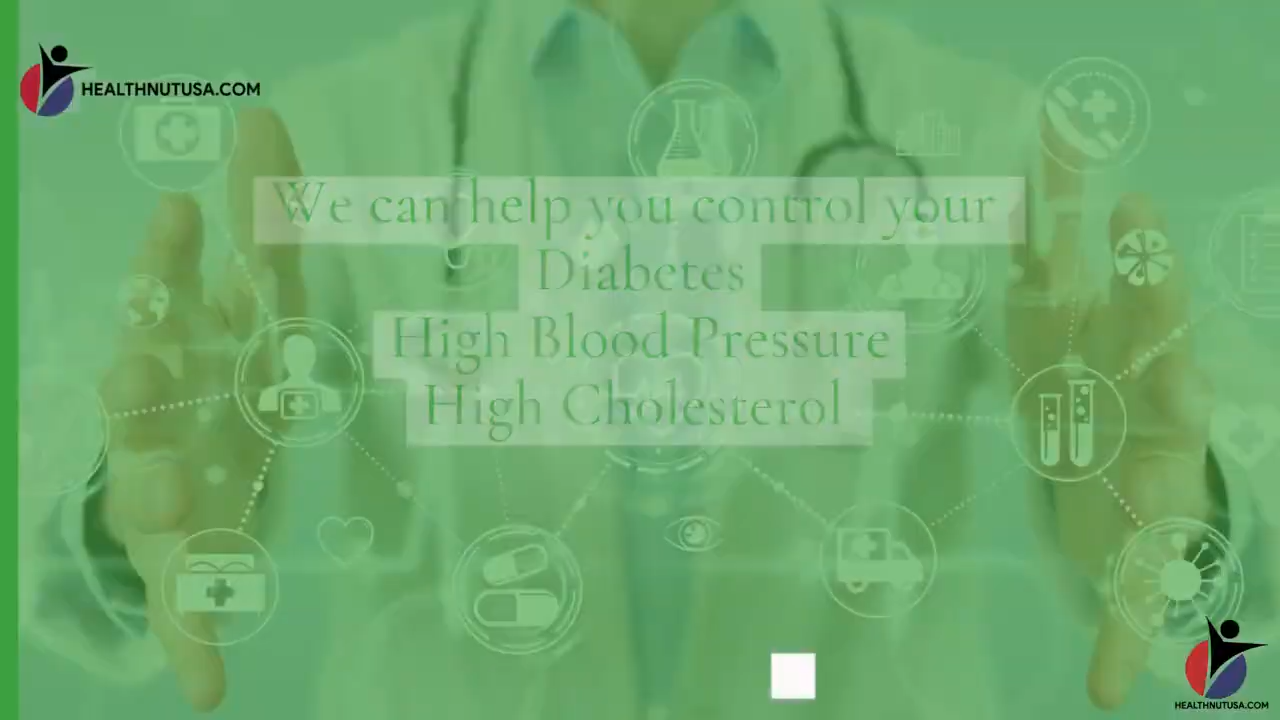 HEALTHNUTUSA.COM
We can help you control your
Diabetes
High Blood Pressure
High Cholesterol
HEALTHNUTUSA.COM